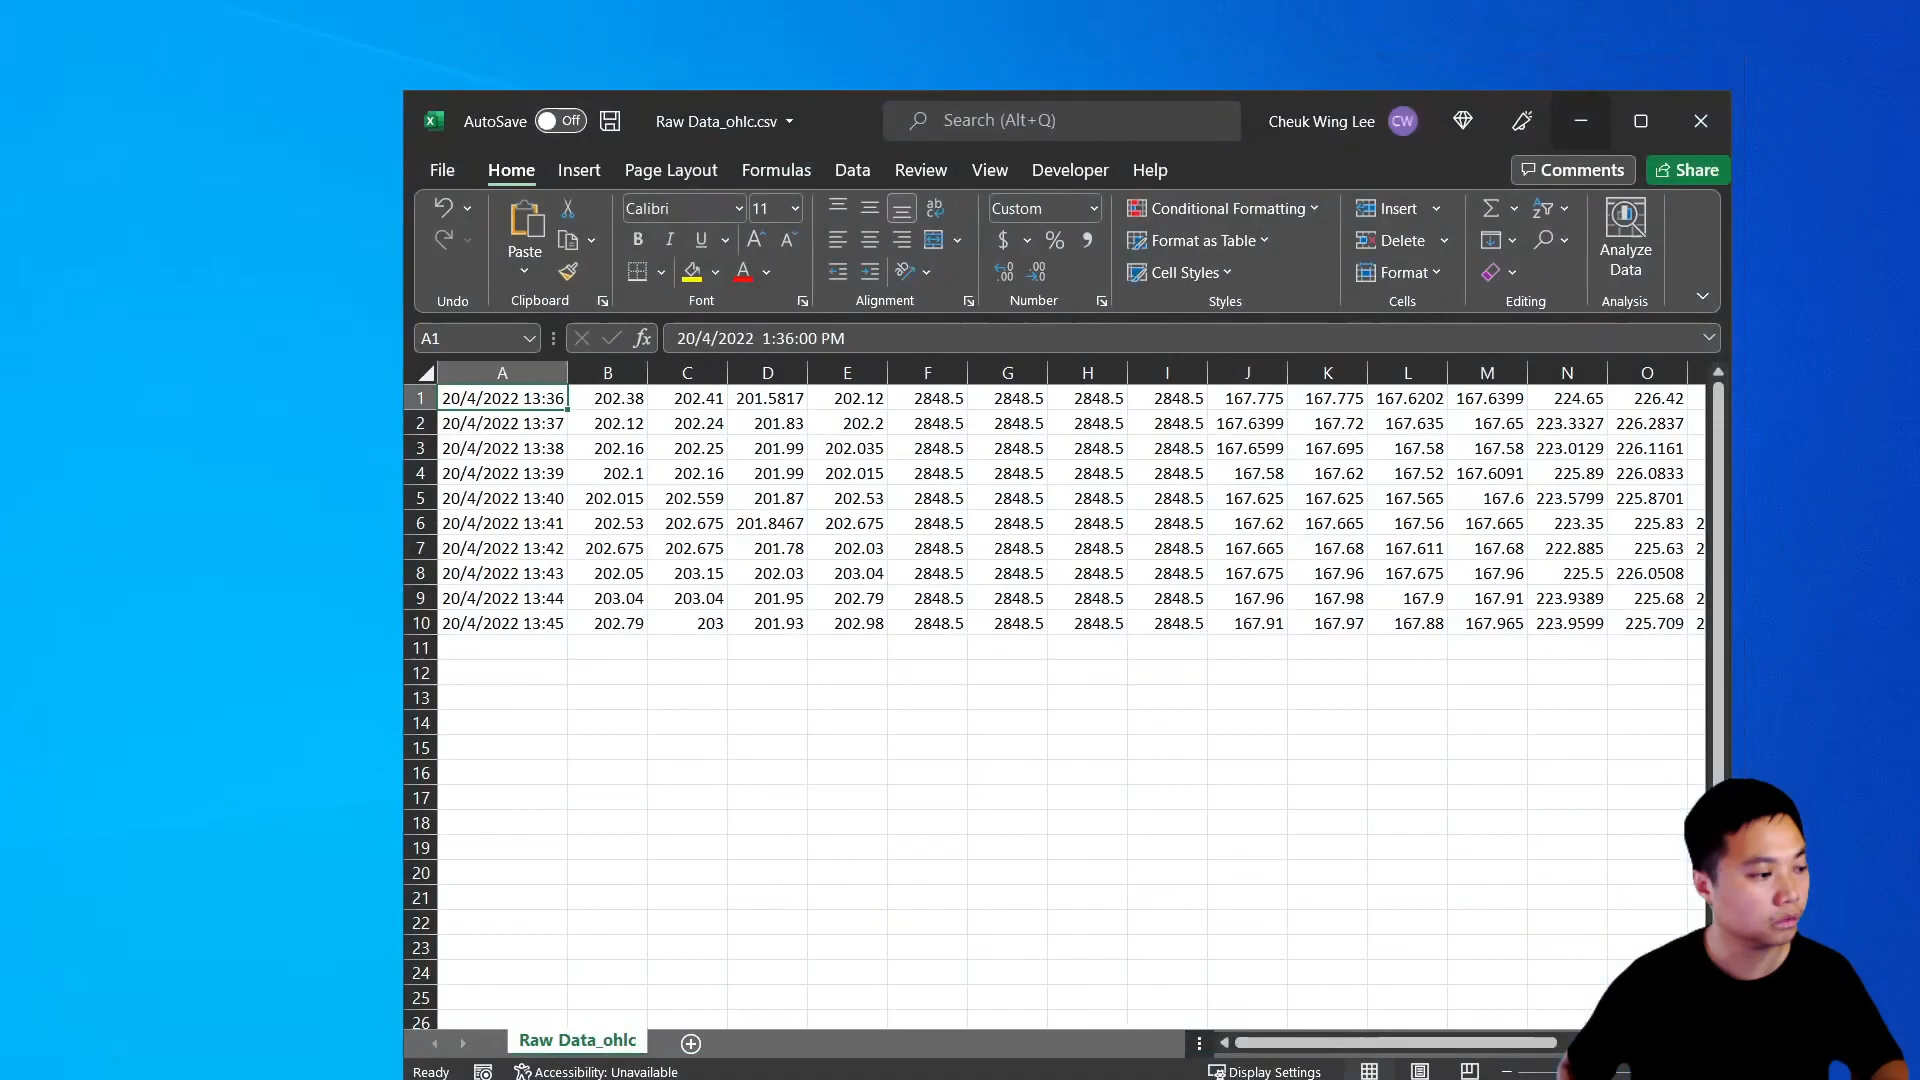 AutoSave Off Raw Data_ohlc.csv Search (Alt+Q) Cheuk Wing Lee CW
File Home Insert Page Layout Formulas Data Review View Developer Help Comments Share
Calibri 11 ab Custom Conditional Formatting Insert
Paste B I U A A $ % Format as Table Delete Analyze Data
A Cell Styles Format
Undo Clipboard Font Alignment Number Styles Cells Editing Analysis
A1 fx 20/4/2022 1:36:00 PM
A B C D E F G H I J K L M N O
1 20/4/2022 13:36 202.38 202.41 201.5817 202.12 2848.5 2848.5 2848.5 2848.5 167.775 167.775 167.6202 167.6399 224.65 226.42
2 20/4/2022 13:37 202.12 202.24 201.83 202.2 2848.5 2848.5 2848.5 2848.5 167.6399 167.72 167.635 167.65 223.3327 226.2837
3 20/4/2022 13:38 202.16 202.25 201.99 202.035 2848.5 2848.5 2848.5 2848.5 167.6599 167.695 167.58 167.58 223.0129 226.1161
4 20/4/2022 13:39 202.1 202.16 201.99 202.015 2848.5 2848.5 2848.5 2848.5 167.58 167.62 167.52 167.6091 225.89 226.0833
5 20/4/2022 13:40 202.015 202.559 201.87 202.53 2848.5 2848.5 2848.5 2848.5 167.625 167.625 167.565 167.6 223.5799 225.8701
6 20/4/2022 13:41 202.53 202.675 201.8467 202.675 2848.5 2848.5 2848.5 2848.5 167.62 167.665 167.56 167.665 223.35 225.83 2
7 20/4/2022 13:42 202.675 202.675 201.78 202.03 2848.5 2848.5 2848.5 2848.5 167.665 167.68 167.611 167.68 222.885 225.63 2
8 20/4/2022 13:43 202.05 203.15 202.03 203.04 2848.5 2848.5 2848.5 2848.5 167.675 167.96 167.675 167.96 225.5 226.0508
9 20/4/2022 13:44 203.04 203.04 201.95 202.79 2848.5 2848.5 2848.5 2848.5 167.96 167.98 167.9 167.91 223.9389 225.68 2
10 20/4/2022 13:45 202.79 203 201.93 202.98 2848.5 2848.5 2848.5 2848.5 167.91 167.97 167.88 167.965 223.9599 225.709 2
11
12
13
14
15
16
17
18
19
20
21
22
23
24
25
26
Raw Data_ohlc
Ready Accessibility: Unavailable Display Settings